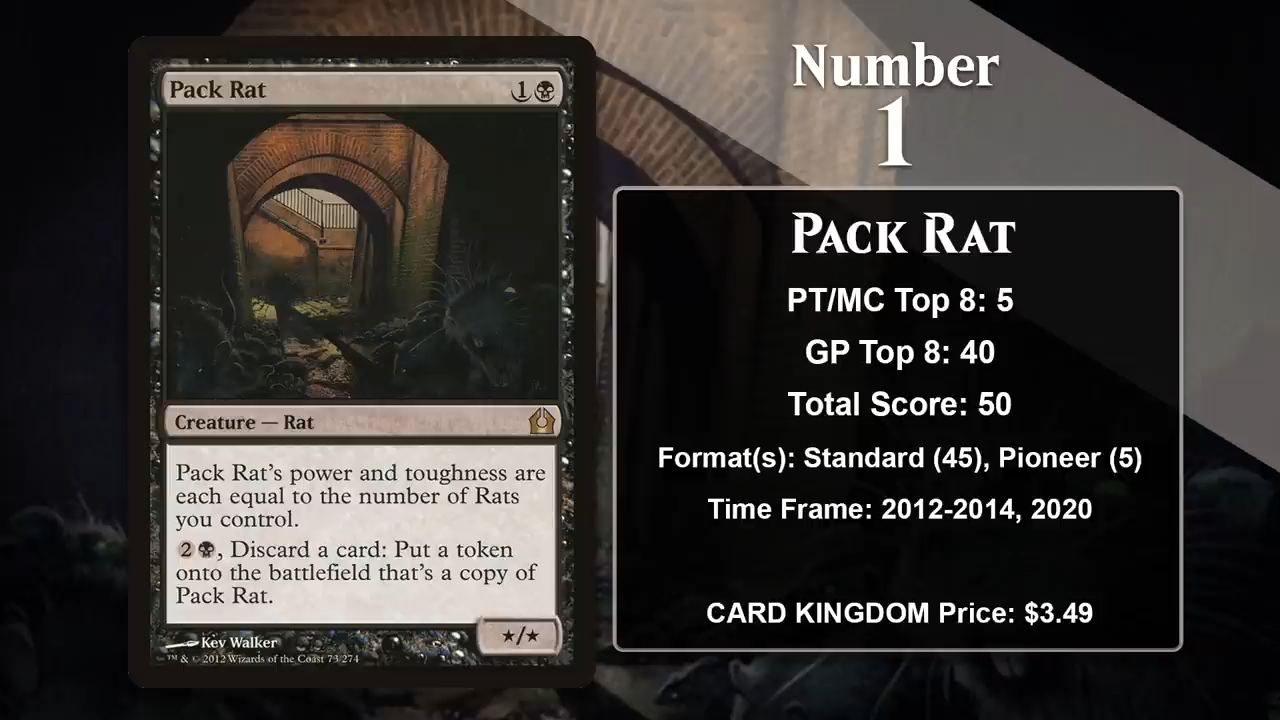 Pack Rat 1
Creature — Rat
Pack Rat's power and toughness are
each equal to the number of Rats
you control.
2, Discard a card: Put a token
onto the battlefield that's a copy of
Pack Rat.
★/★
Kev Walker
™ & © 2012 Wizards of the Coast 73/274
Number
1
PACK RAT
PT/MC Top 8: 5
GP Top 8: 40
Total Score: 50
Format(s): Standard (45), Pioneer (5)
Time Frame: 2012-2014, 2020
CARD KINGDOM Price: $3.49